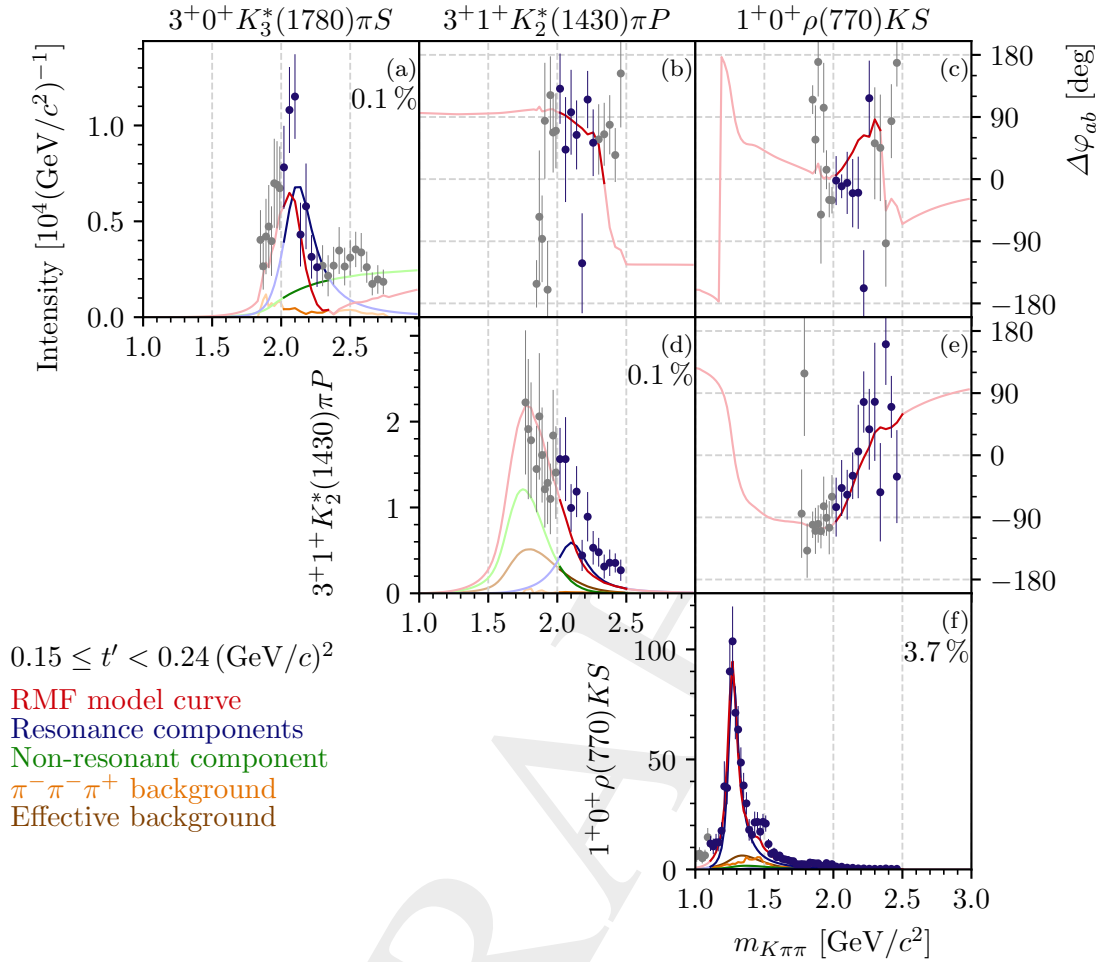 3⁺0⁺K₃*(1780)πS 3⁺1⁺K₂*(1430)πP 1⁺0⁺ρ(770)KS
Intensity [10⁴(GeV/c²)⁻¹]
Δφ_ab [deg]
(a)
0.1 %
(b)
(c)
1.0
0.5
0.0
180
90
0
−90
−180
1.0 1.5 2.0 2.5
3⁺1⁺K₂*(1430)πP
(d)
0.1 %
(e)
2
1
0
180
90
0
−90
−180
1.0 1.5 2.0 2.5
1⁺0⁺ρ(770)KS
(f)
3.7 %
100
50
0
1.0 1.5 2.0 2.5 3.0
m_Kππ [GeV/c²]
0.15 ≤ t′ < 0.24 (GeV/c)²
RMF model curve
Resonance components
Non-resonant component
π⁻π⁻π⁺ background
Effective background